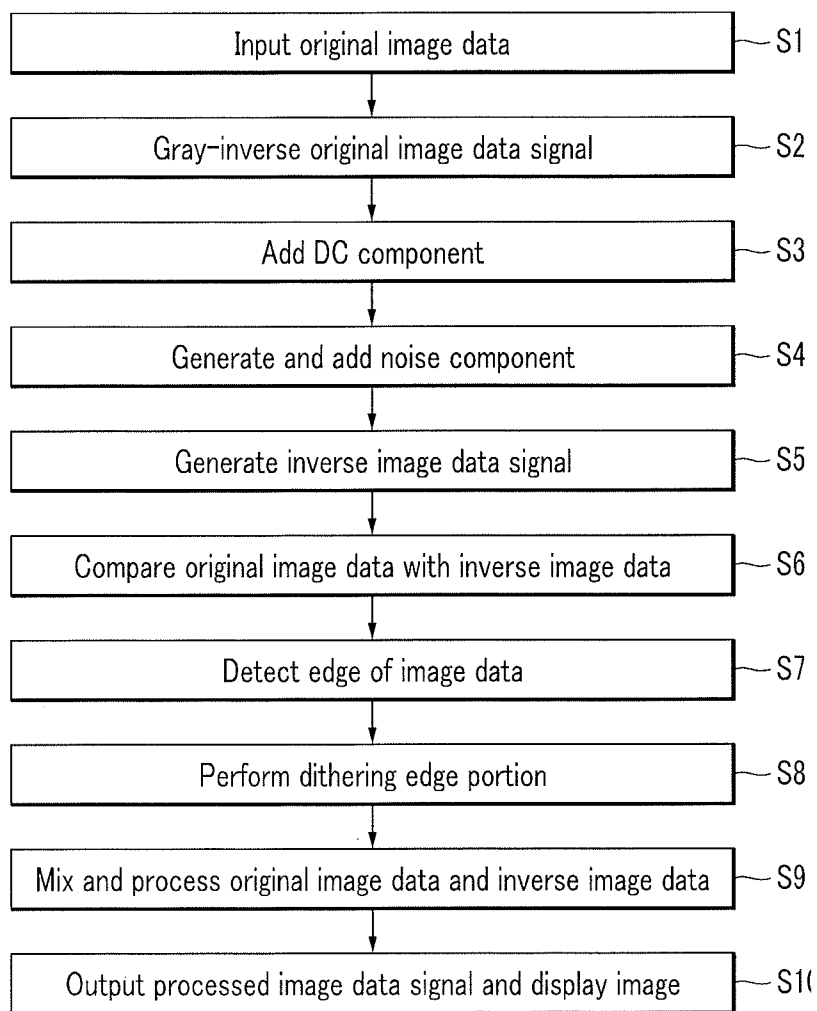 Input original image data S1
Gray-inverse original image data signal S2
Add DC component S3
Generate and add noise component S4
Generate inverse image data signal S5
Compare original image data with inverse image data S6
Detect edge of image data S7
Perform dithering edge portion S8
Mix and process original image data and inverse image data S9
Output processed image data signal and display image S10